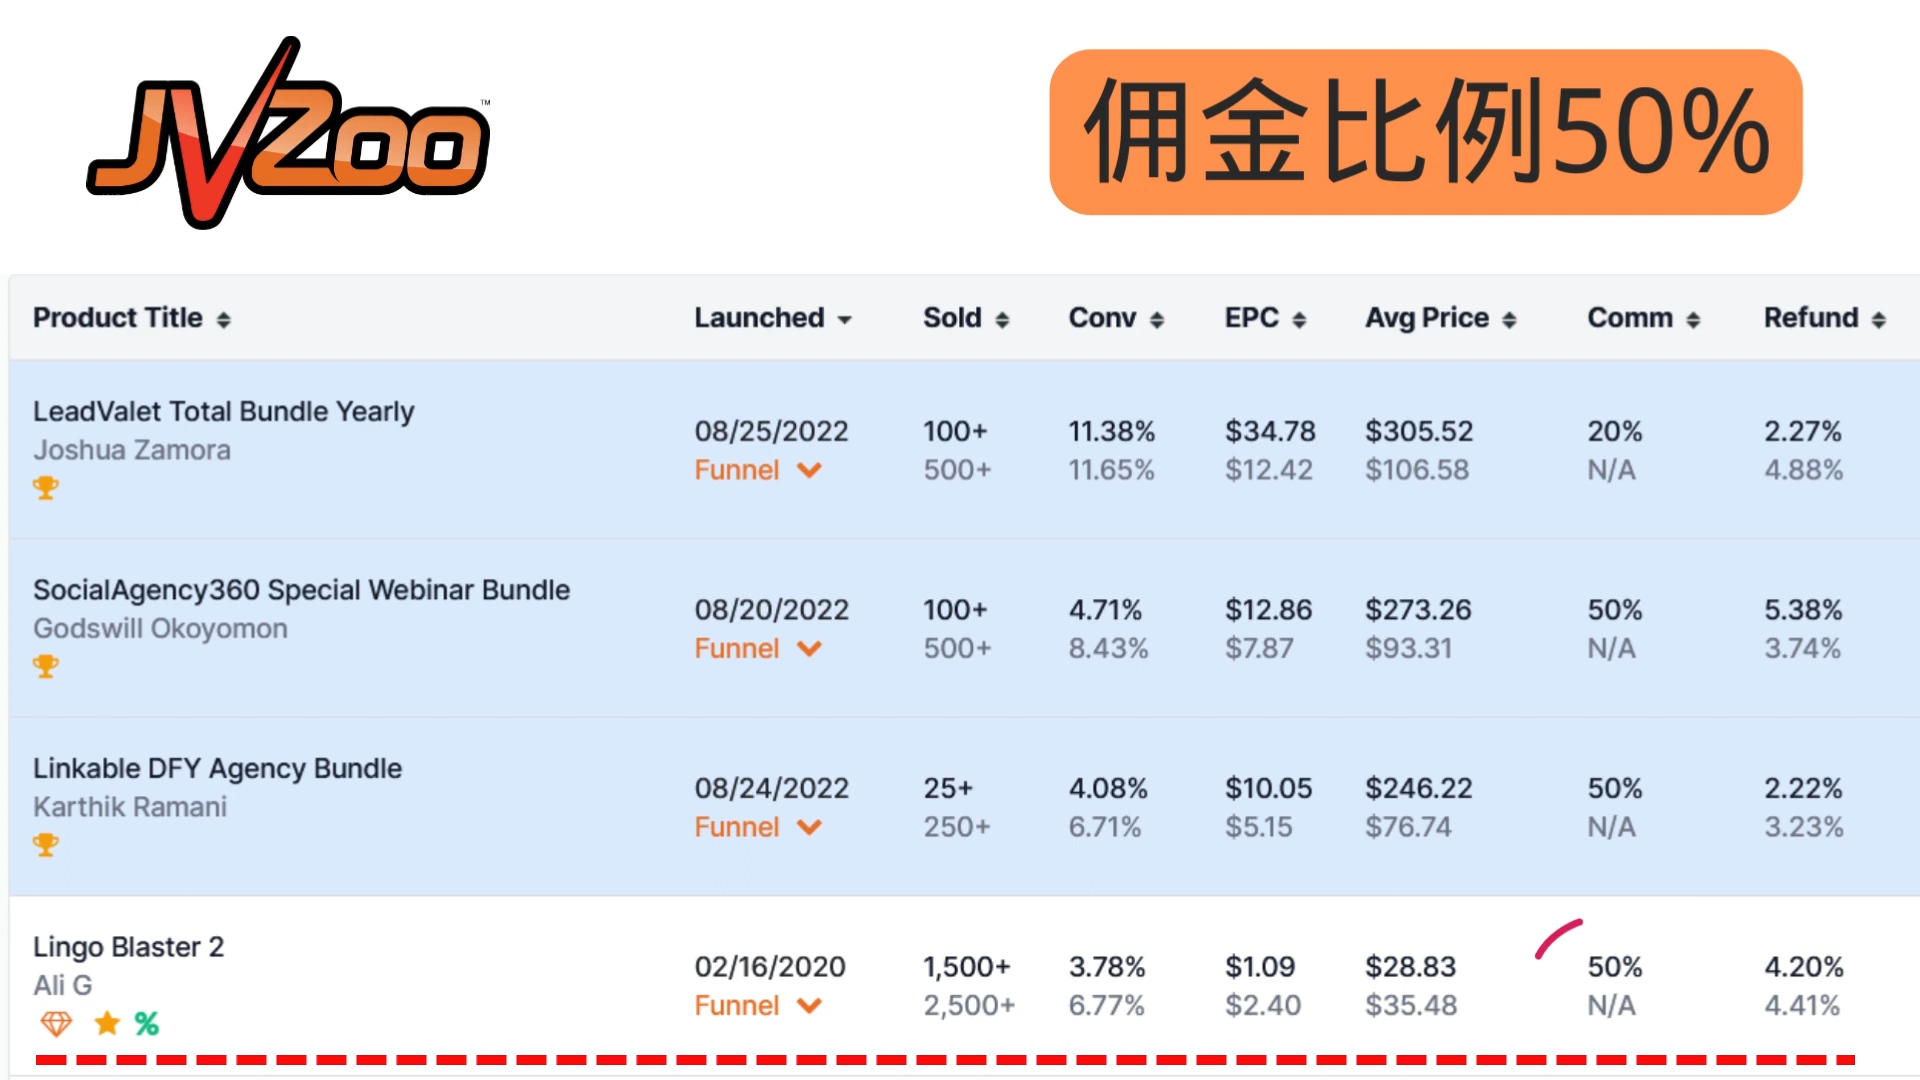 JVZoo™
佣金比例50%
Product Title Launched Sold Conv EPC Avg Price Comm Refund
LeadValet Total Bundle Yearly
Joshua Zamora
08/25/2022 100+ 11.38% $34.78 $305.52 20% 2.27%
Funnel 500+ 11.65% $12.42 $106.58 N/A 4.88%
SocialAgency360 Special Webinar Bundle
Godswill Okoyomon
08/20/2022 100+ 4.71% $12.86 $273.26 50% 5.38%
Funnel 500+ 8.43% $7.87 $93.31 N/A 3.74%
Linkable DFY Agency Bundle
Karthik Ramani
08/24/2022 25+ 4.08% $10.05 $246.22 50% 2.22%
Funnel 250+ 6.71% $5.15 $76.74 N/A 3.23%
Lingo Blaster 2
Ali G
%
02/16/2020 1,500+ 3.78% $1.09 $28.83 50% 4.20%
Funnel 2,500+ 6.77% $2.40 $35.48 N/A 4.41%